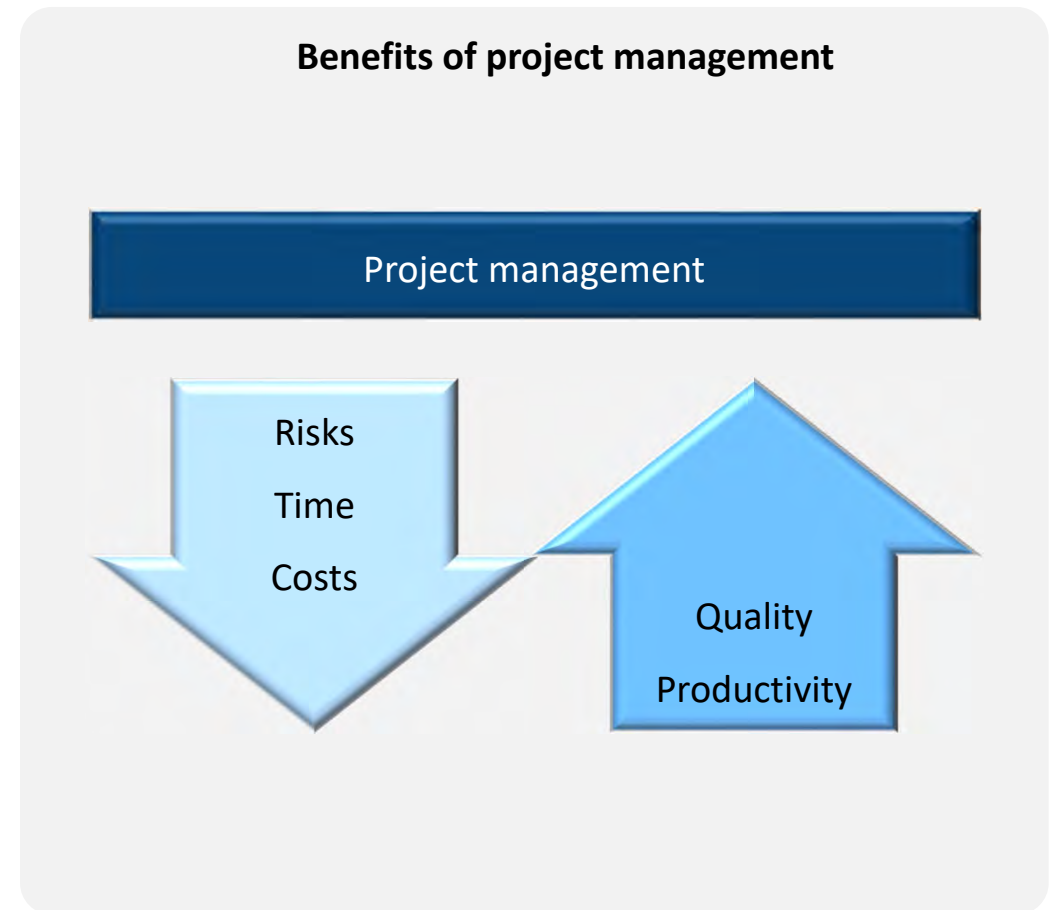 Benefits of project management
Project management
Risks
Time
Costs
Quality
Productivity